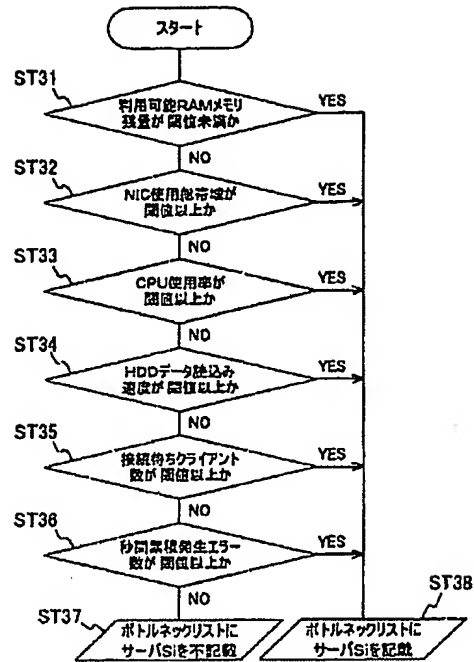 スタート
ST31
利用可能RAMメモリ
残量が閾値未満か
YES
NO
ST32
NIC使用総帯域が
閾値以上か
YES
NO
ST33
CPU使用率が
閾値以上か
YES
NO
ST34
HDDデータ読込み
速度が閾値以上か
YES
NO
ST35
接続待ちクライアント
数が閾値以上か
YES
NO
ST36
秒間累積発生エラー
数が閾値以上か
YES
NO
ST37
ボトルネックリストに
サーバSiを不記載
ST38
ボトルネックリストに
サーバSiを記載